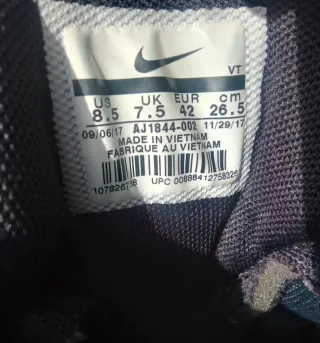 VT
US UK EUR cm
8.5 7.5 42 26.5
09/06/17 AJ1844-002 11/29/17
MADE IN VIETNAM
FABRIQUE AU VIETNAM
UPC 00888412758326